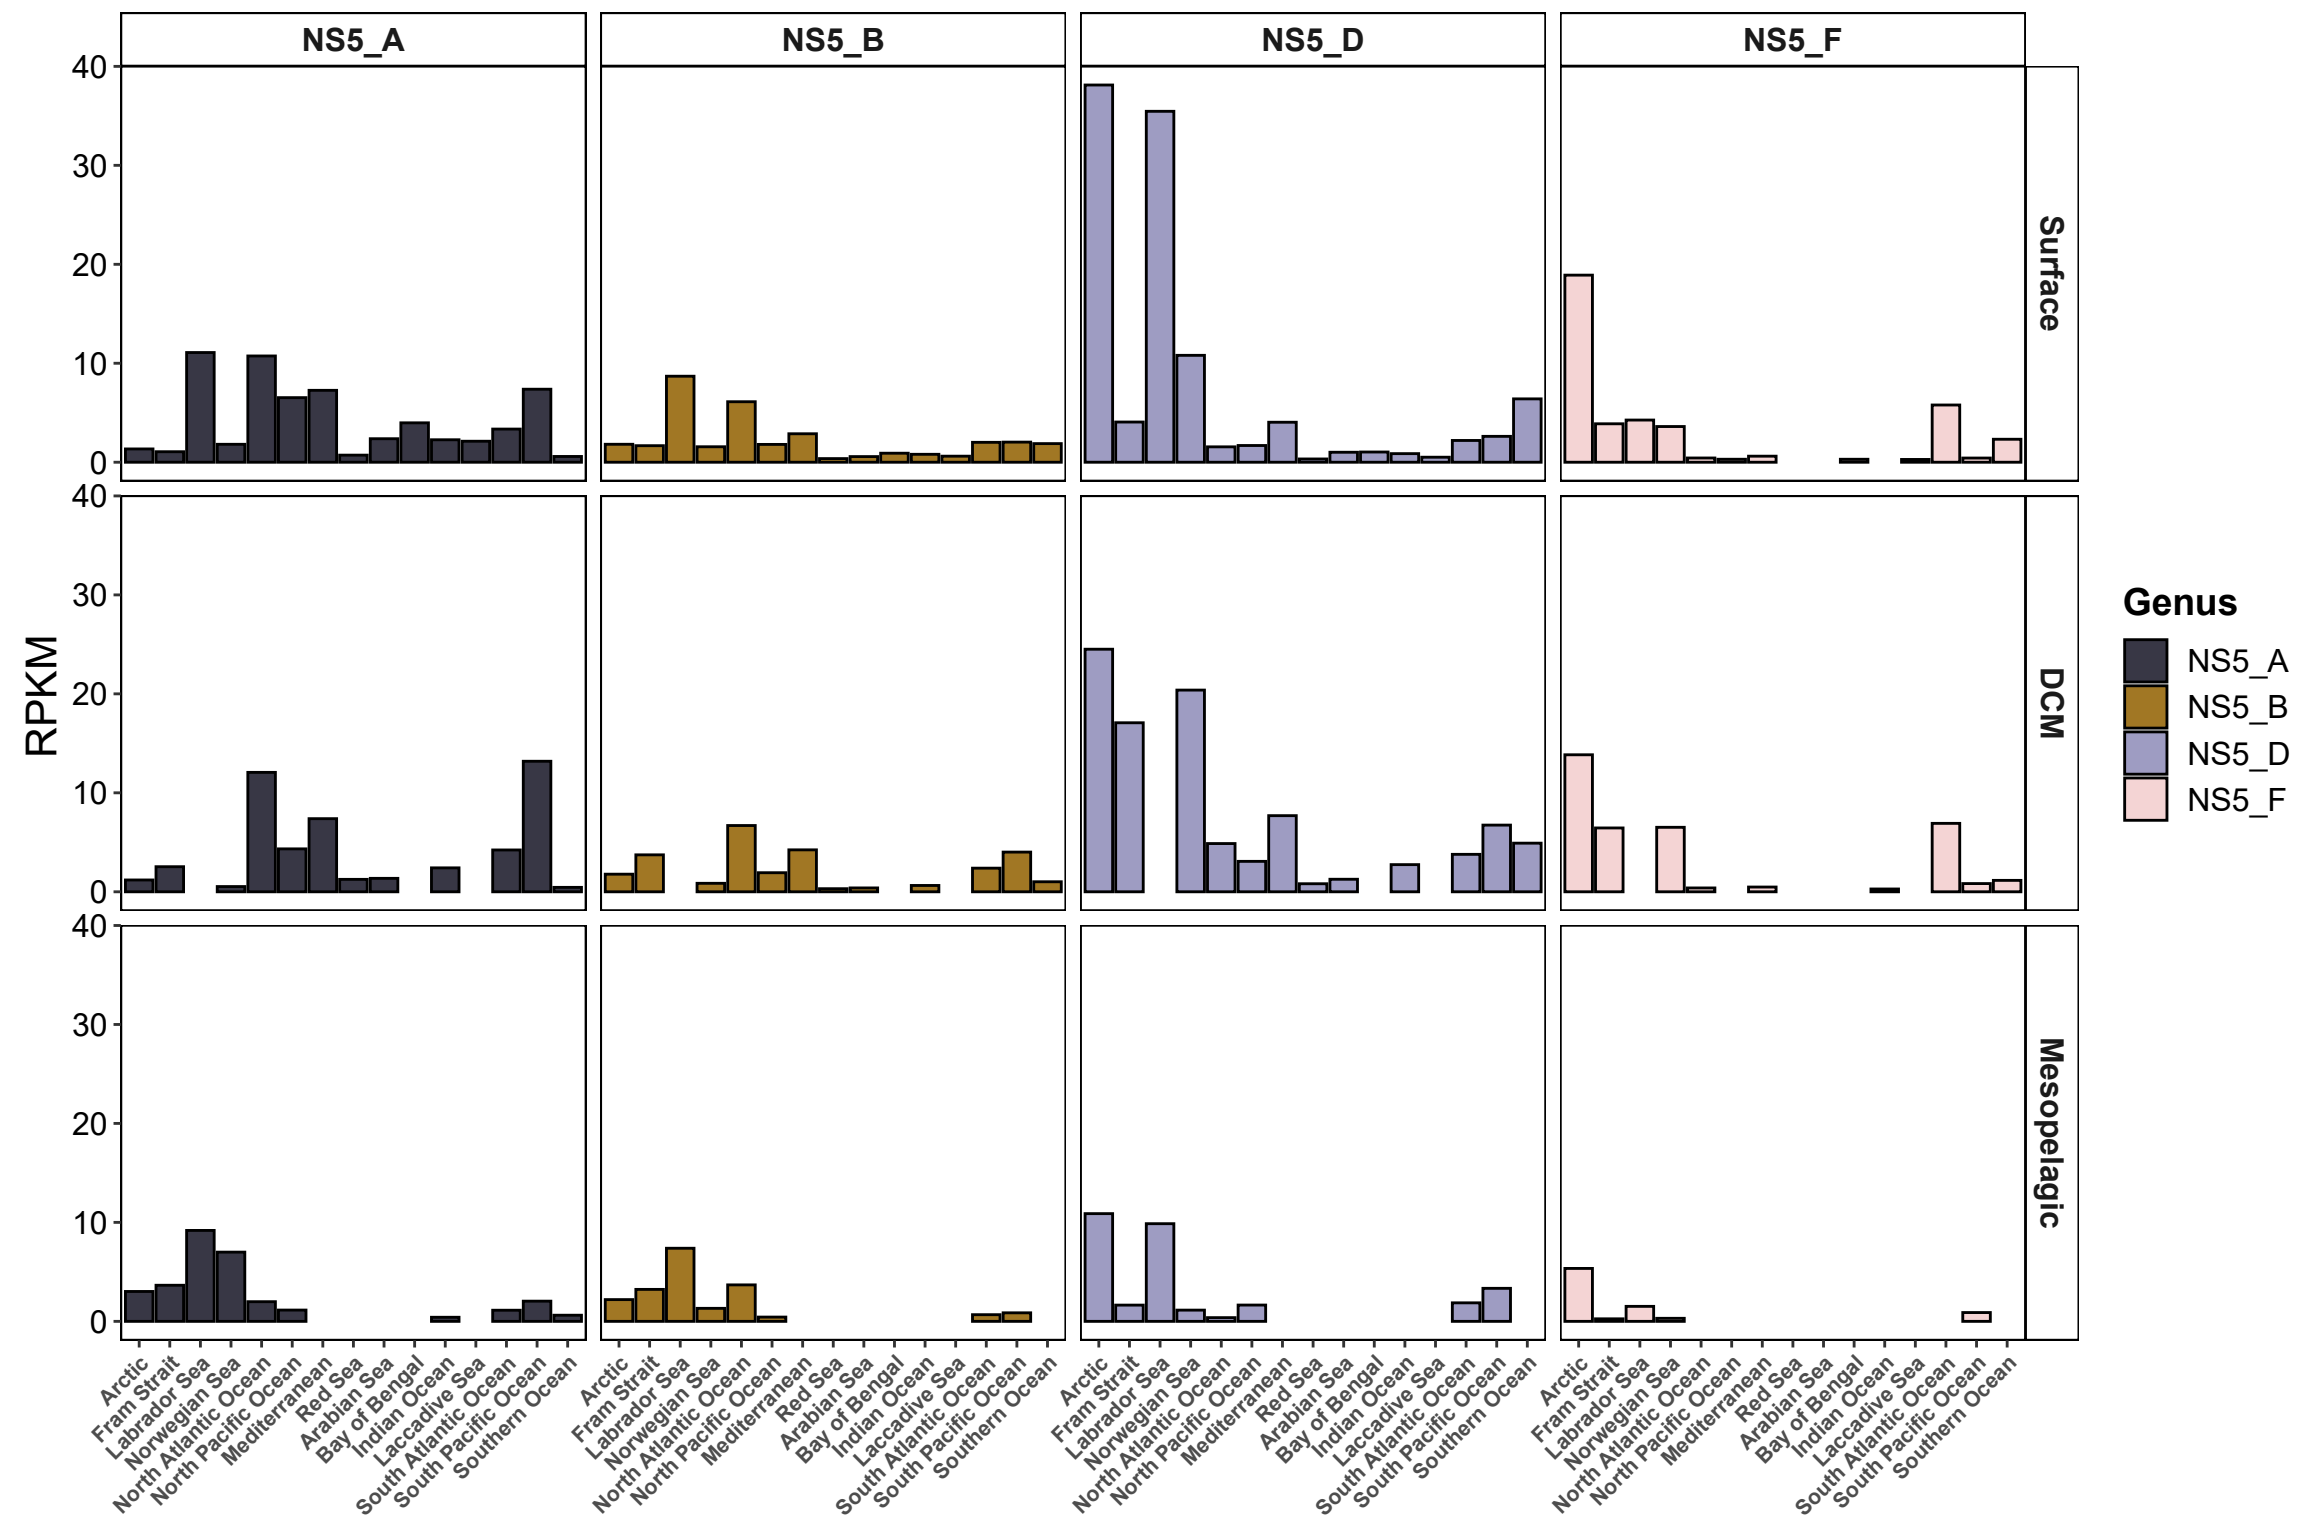 NS5_A
NS5_B
NS5_D
NS5_F
40
30
20
10
0
Surface
40
30
20
10
0
DCM
40
30
20
10
0
Mesopelagic
RPKM
Arctic
Fram Strait
Labrador Sea
Norwegian Sea
North Atlantic Ocean
North Pacific Ocean
Mediterranean
Red Sea
Arabian Sea
Bay of Bengal
Indian Ocean
Laccadive Sea
South Atlantic Ocean
South Pacific Ocean
Southern Ocean
Arctic
Fram Strait
Labrador Sea
Norwegian Sea
North Atlantic Ocean
North Pacific Ocean
Mediterranean
Red Sea
Arabian Sea
Bay of Bengal
Indian Ocean
Laccadive Sea
South Atlantic Ocean
South Pacific Ocean
Southern Ocean
Arctic
Fram Strait
Labrador Sea
Norwegian Sea
North Atlantic Ocean
North Pacific Ocean
Mediterranean
Red Sea
Arabian Sea
Bay of Bengal
Indian Ocean
Laccadive Sea
South Atlantic Ocean
South Pacific Ocean
Southern Ocean
Arctic
Fram Strait
Labrador Sea
Norwegian Sea
North Atlantic Ocean
North Pacific Ocean
Mediterranean
Red Sea
Arabian Sea
Bay of Bengal
Indian Ocean
Laccadive Sea
South Atlantic Ocean
South Pacific Ocean
Southern Ocean
Genus
NS5_A
NS5_B
NS5_D
NS5_F